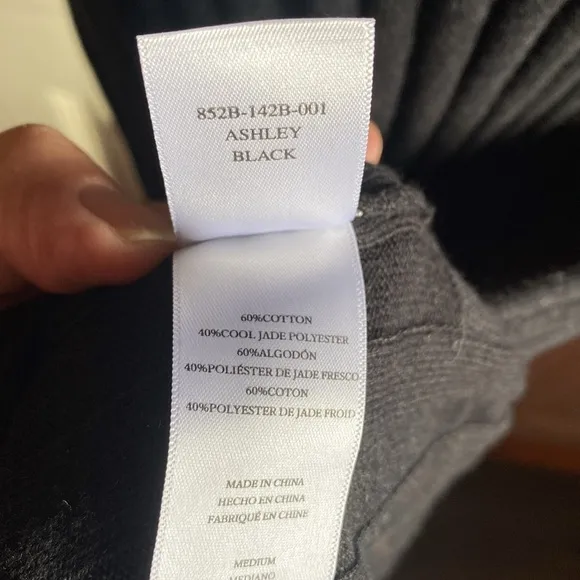 852B-142B-001
ASHLEY
BLACK
60%COTTON
40%COOL JADE POLYESTER
60%ALGODÓN
40%POLIÉSTER DE JADE FRESCO
60%COTON
40%POLYESTER DE JADE FROID
MADE IN CHINA
HECHO EN CHINA
FABRIQUÉ EN CHINE
MEDIUM
MEDIANO